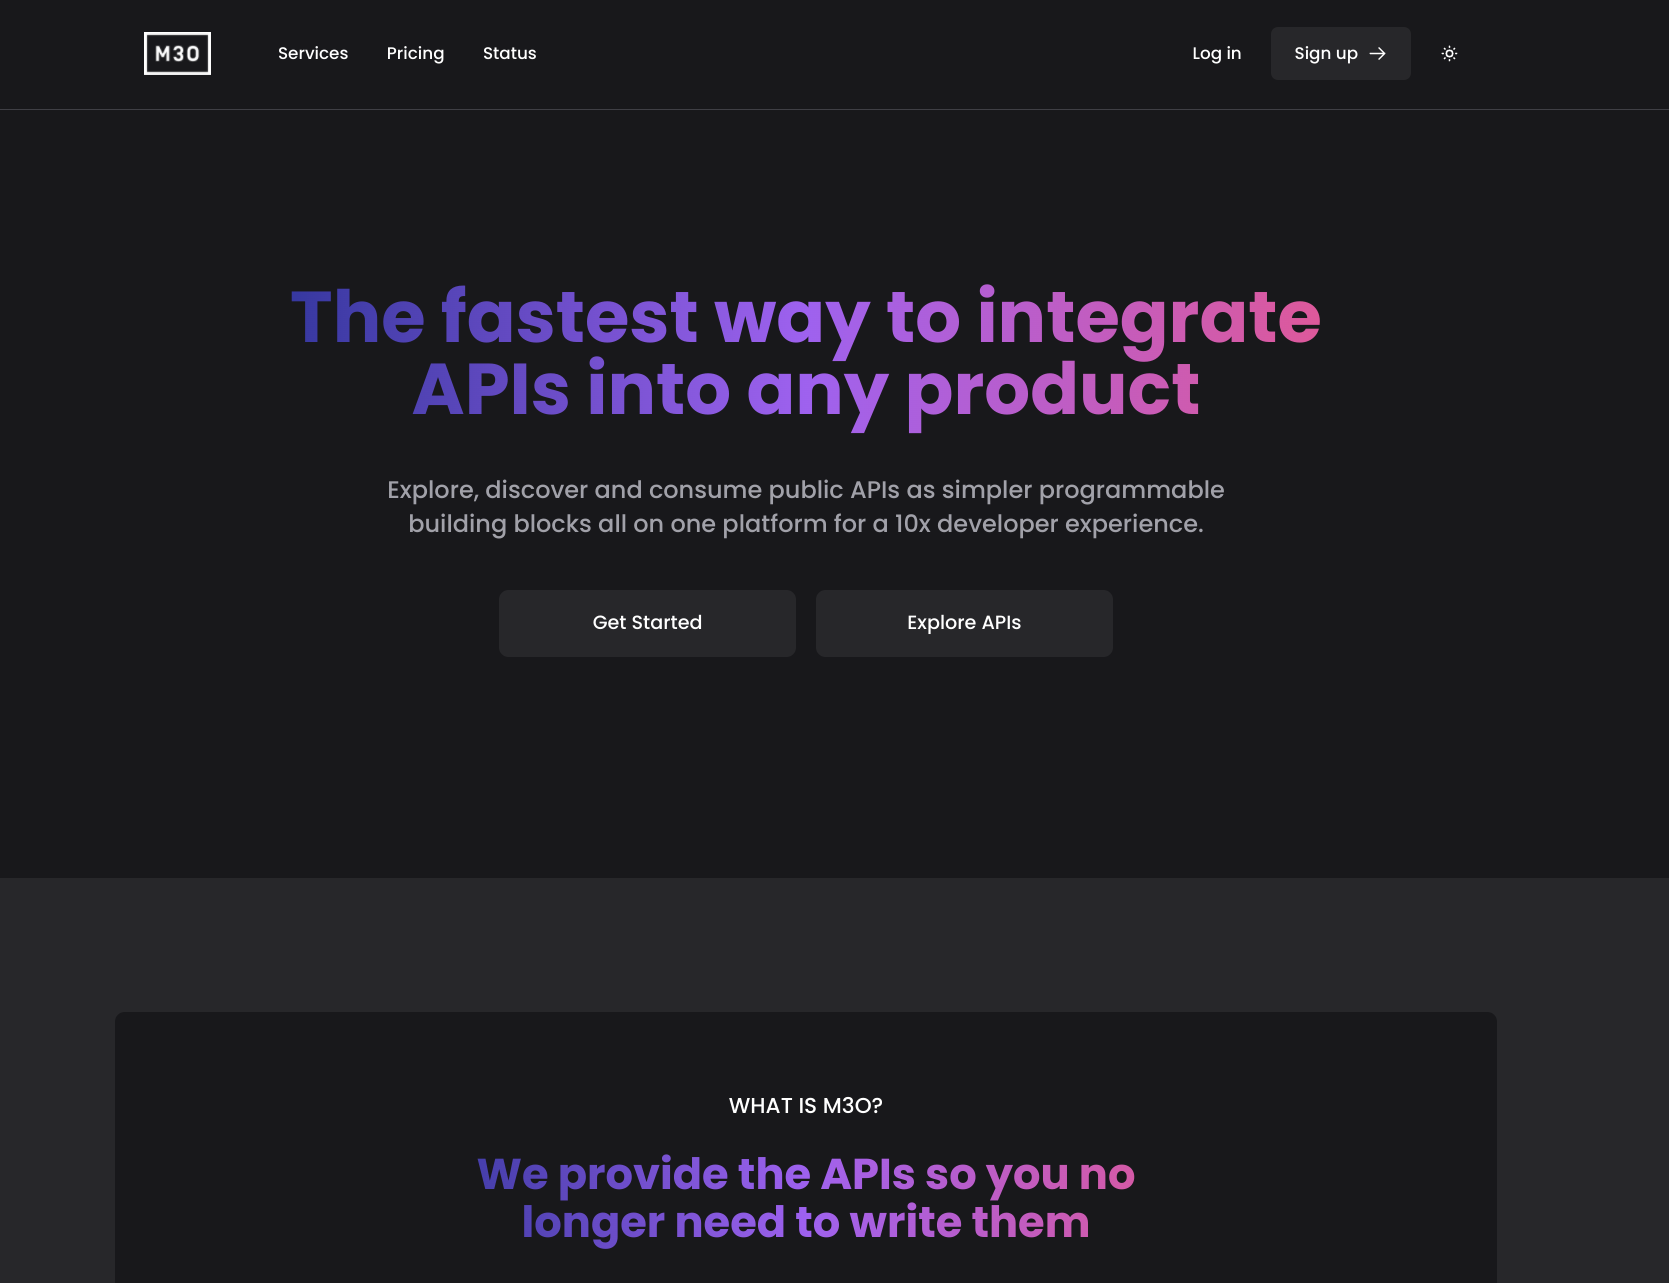 M3O
Services
Pricing
Status
Log in
Sign up →
The fastest way to integrate
APIs into any product
Explore, discover and consume public APIs as simpler programmable
building blocks all on one platform for a 10x developer experience.
Get Started
Explore APIs
WHAT IS M3O?
We provide the APIs so you no
longer need to write them